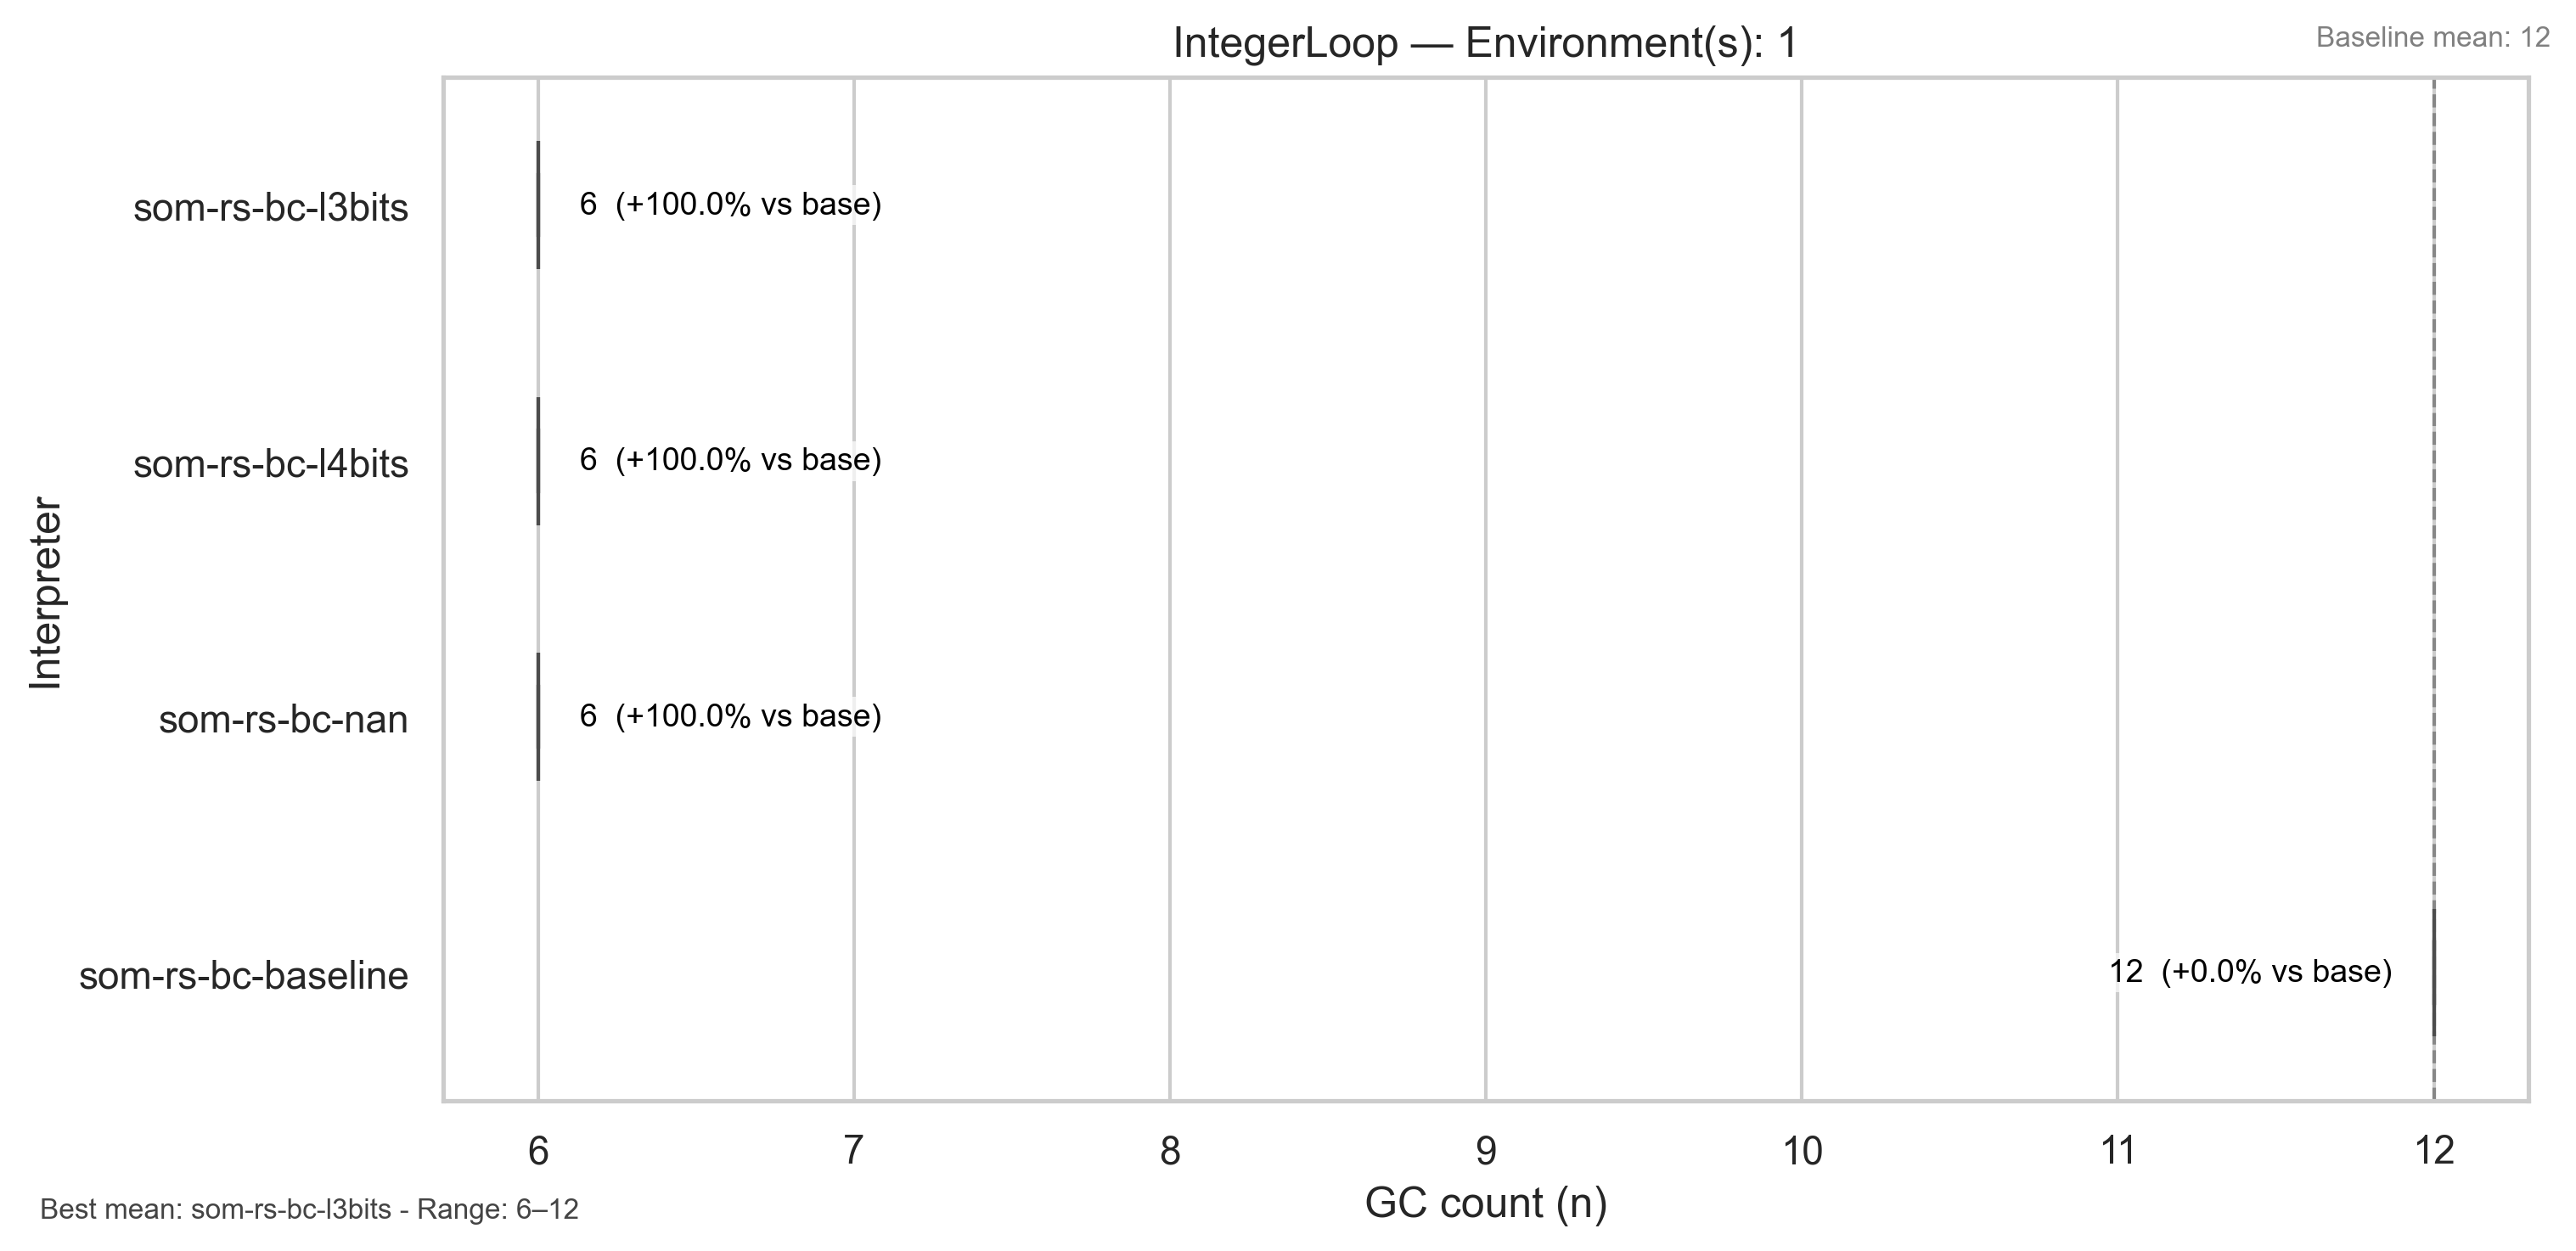 IntegerLoop — Environment(s): 1
Baseline mean: 12
som-rs-bc-l3bits
6 (+100.0% vs base)
som-rs-bc-l4bits
6 (+100.0% vs base)
som-rs-bc-nan
6 (+100.0% vs base)
som-rs-bc-baseline
12 (+0.0% vs base)
Interpreter
6 7 8 9 10 11 12
GC count (n)
Best mean: som-rs-bc-l3bits - Range: 6–12